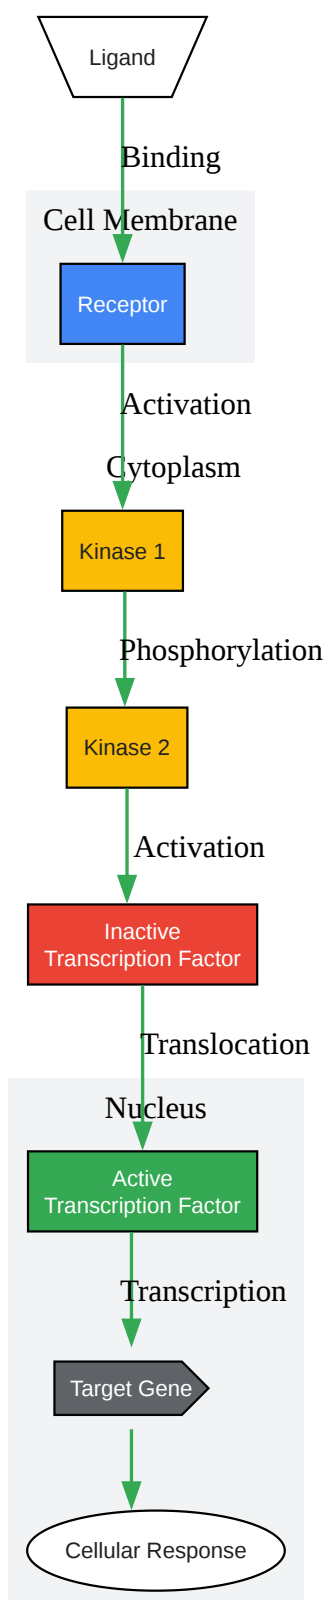 Ligand
Binding
Cell Membrane
Receptor
Activation
Cytoplasm
Kinase 1
Phosphorylation
Kinase 2
Activation
Inactive
Transcription Factor
Translocation
Nucleus
Active
Transcription Factor
Transcription
Target Gene
Cellular Response